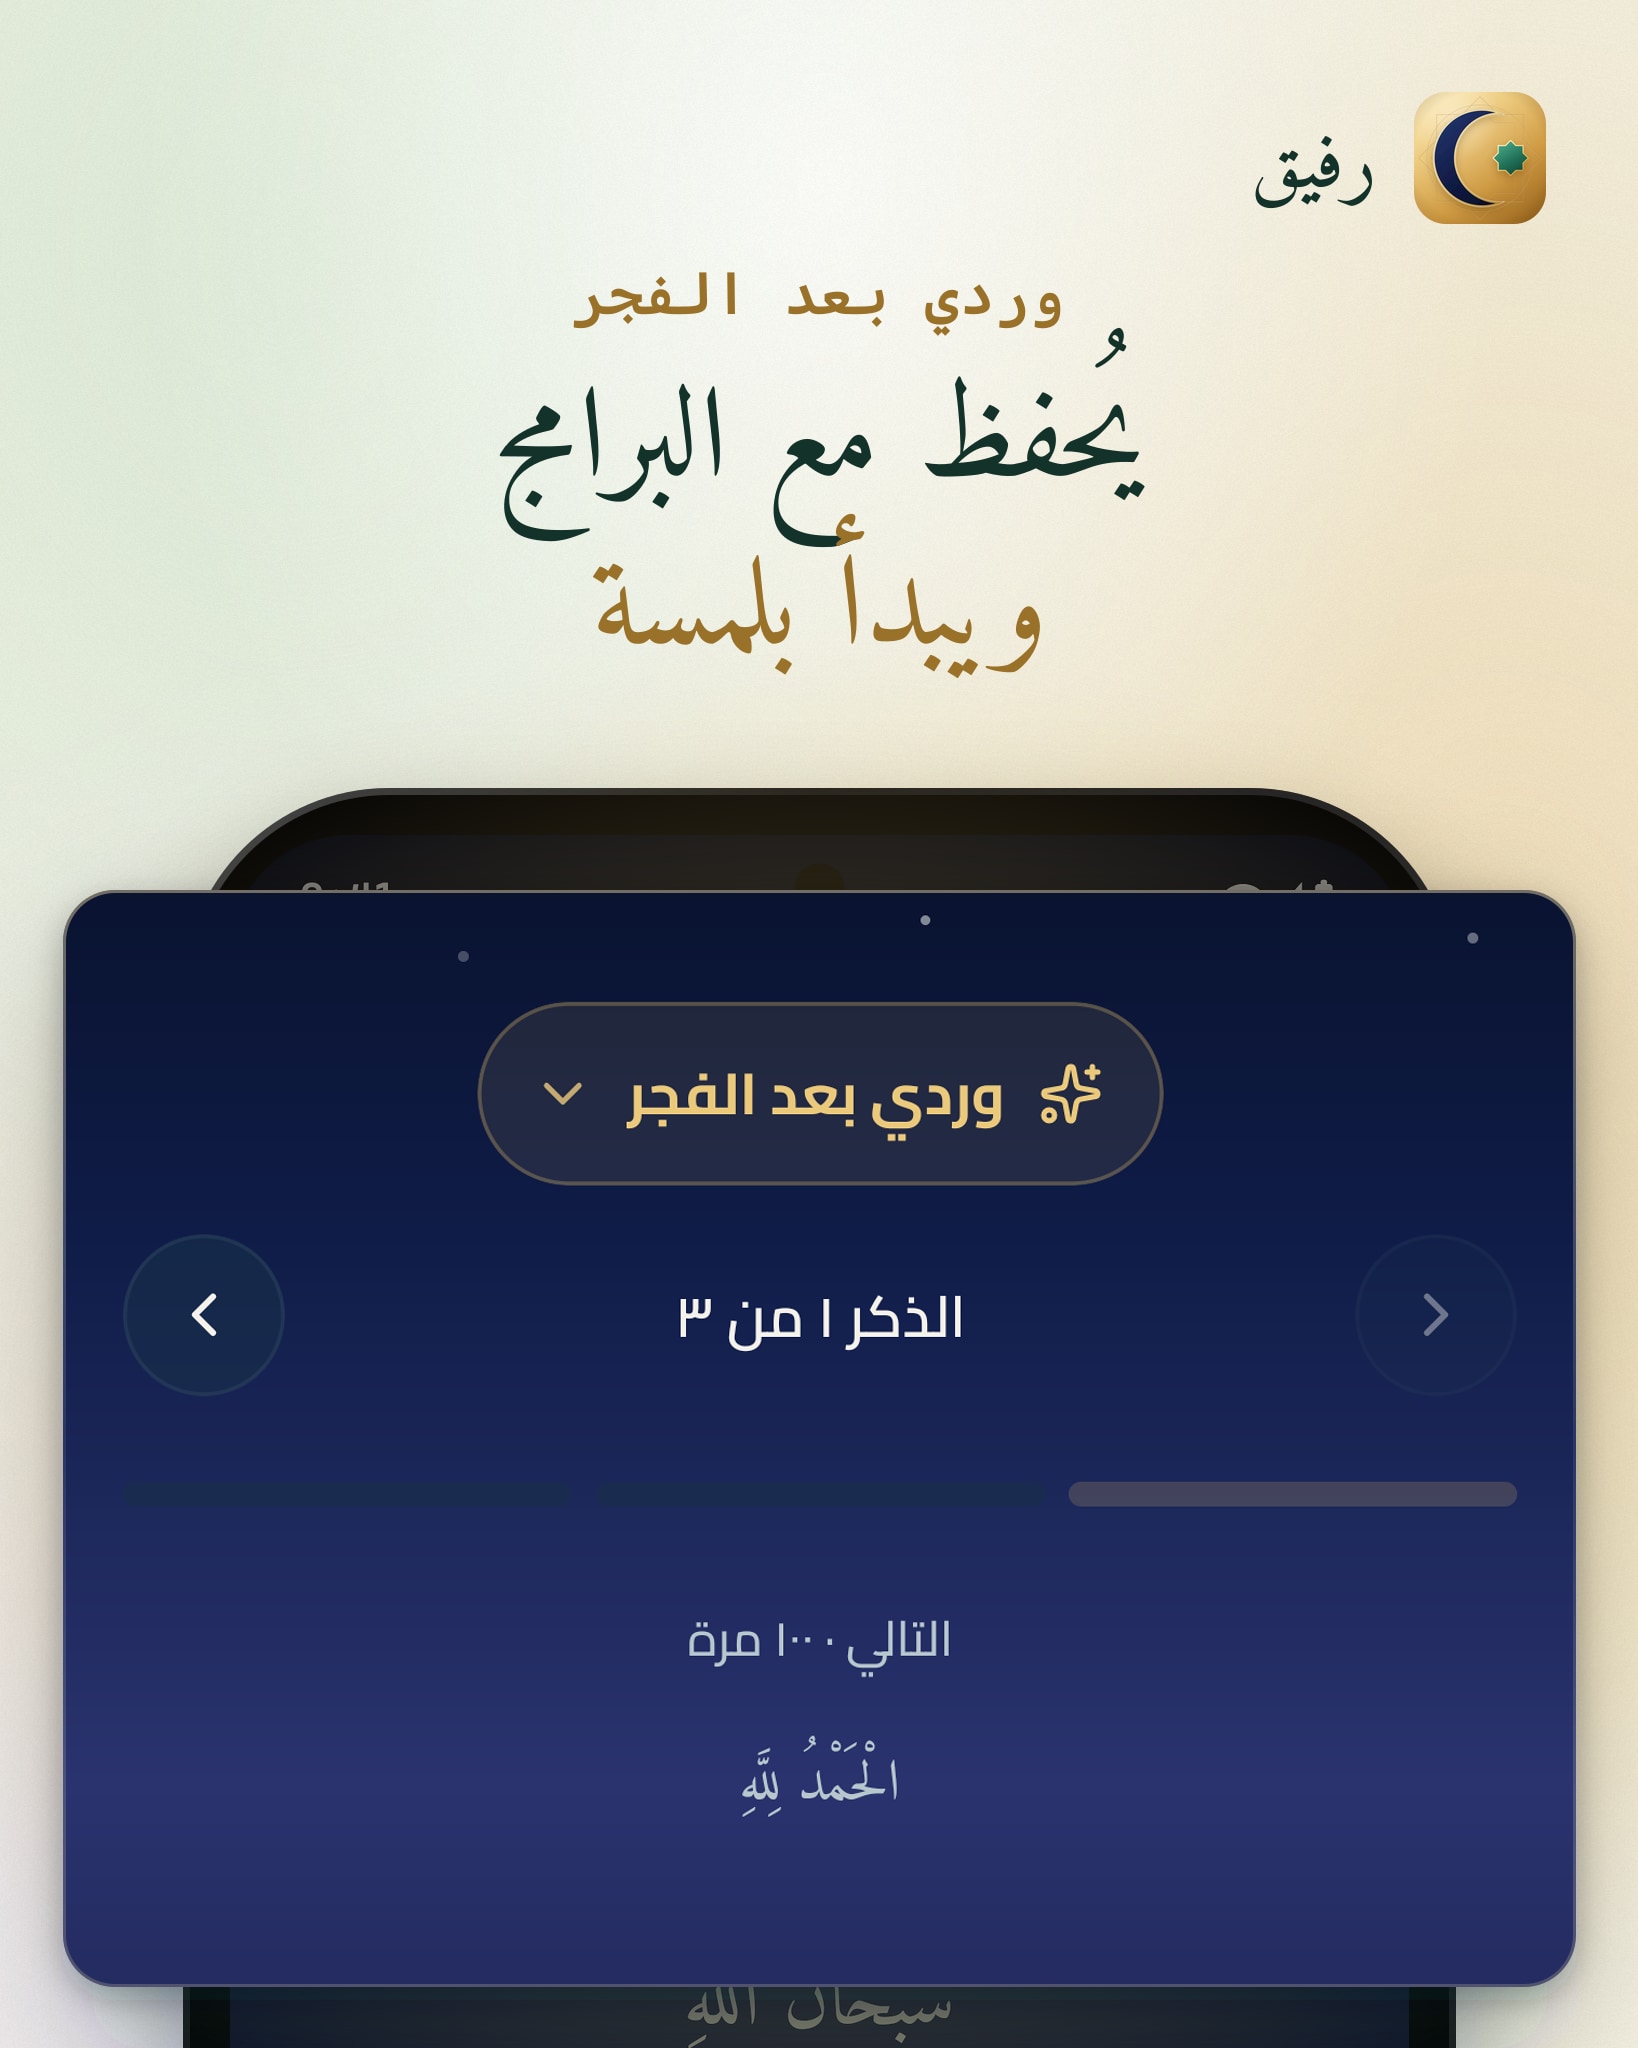 رفيق
وردي بعد الفجر
يُحفظ مع البرامج
ويبدأ بلمسة
وردي بعد الفجر
الذكر ١ من ٣
التالي · ١٠٠ مرة
الْحَمْدُ لِلَّهِ
سبحان اللهِ